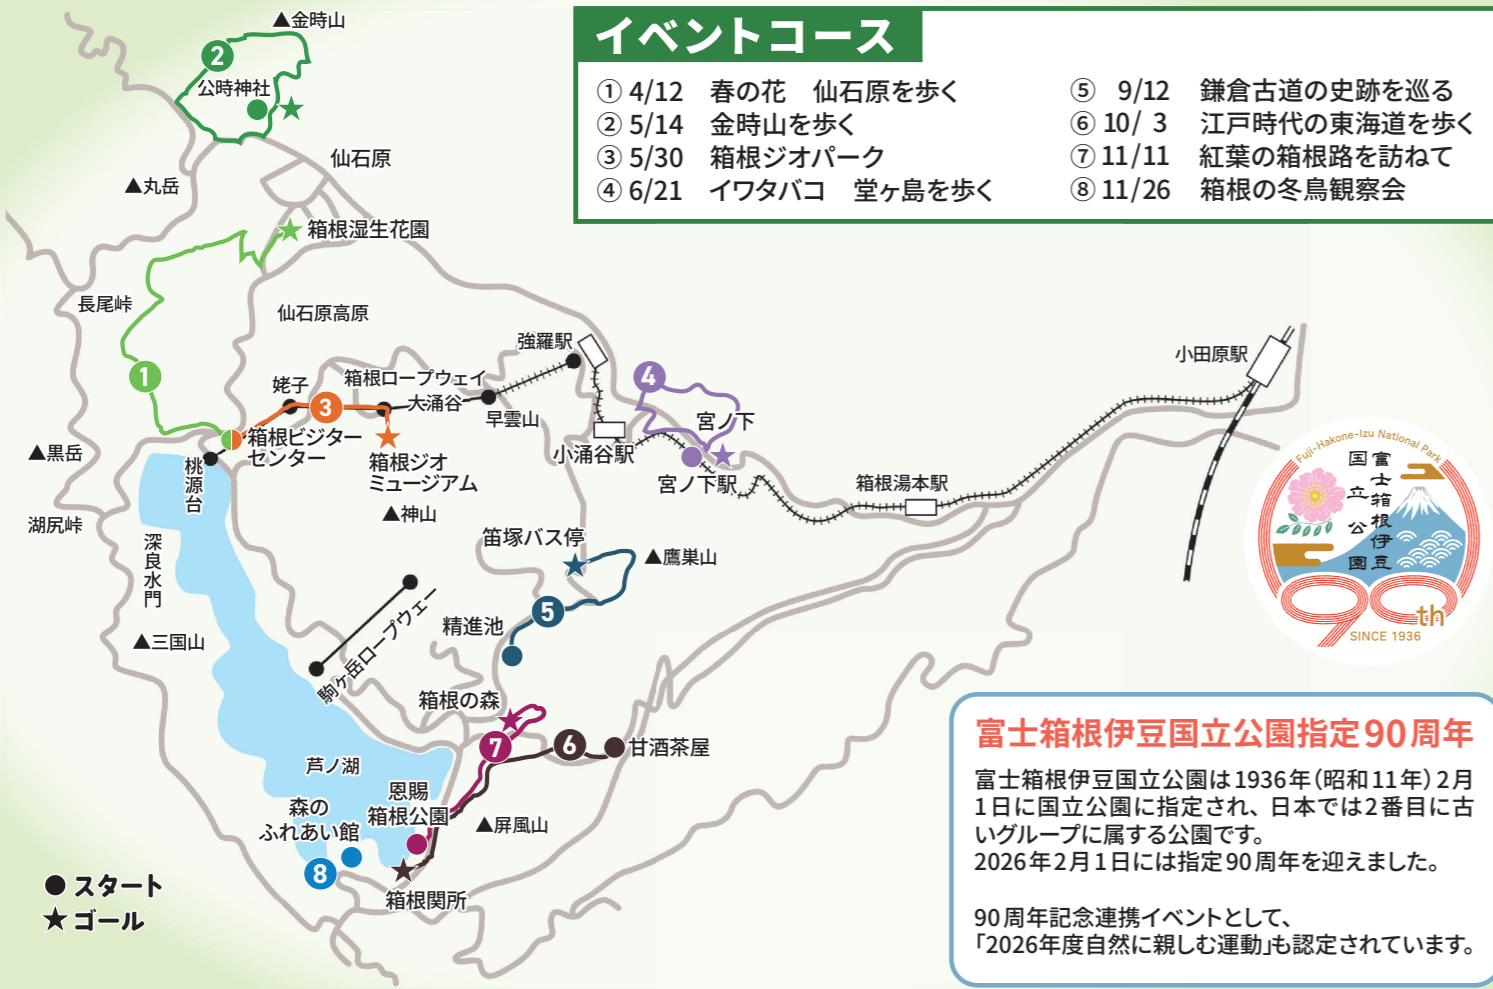 イベントコース
① 4/12 春の花 仙石原を歩く
② 5/14 金時山を歩く
③ 5/30 箱根ジオパーク
④ 6/21 イワタバコ 堂ヶ島を歩く
⑤ 9/12 鎌倉古道の史跡を巡る
⑥ 10/ 3 江戸時代の東海道を歩く
⑦ 11/11 紅葉の箱根路を訪ねて
⑧ 11/26 箱根の冬鳥観察会
▲金時山
2
公時神社
仙石原
▲丸岳
箱根湿生花園
長尾峠
仙石原高原
1
強羅駅
小田原駅
姥子
箱根ロープウェイ
大涌谷
3
早雲山
4
宮ノ下
箱根ビジター
センター
小涌谷駅
▲黒岳
桃源台
箱根ジオ
ミュージアム
宮ノ下駅
箱根湯本駅
▲神山
湖尻峠
深良水門
笛塚バス停
▲鷹巣山
5
精進池
▲三国山
駒ヶ岳ロープウェー
箱根の森
7
6
甘酒茶屋
芦ノ湖
恩賜
箱根公園
森の
ふれあい館
▲屏風山
8
箱根関所
● スタート
★ ゴール
Fuji-Hakone-Izu National Park
富士箱根伊豆
国立公園
90th
SINCE 1936
富士箱根伊豆国立公園指定90周年
富士箱根伊豆国立公園は1936年（昭和11年）2月
1日に国立公園に指定され、日本では2番目に古
いグループに属する公園です。
2026年2月1日には指定90周年を迎えました。
90周年記念連携イベントとして、
「2026年度自然に親しむ運動」も認定されています。